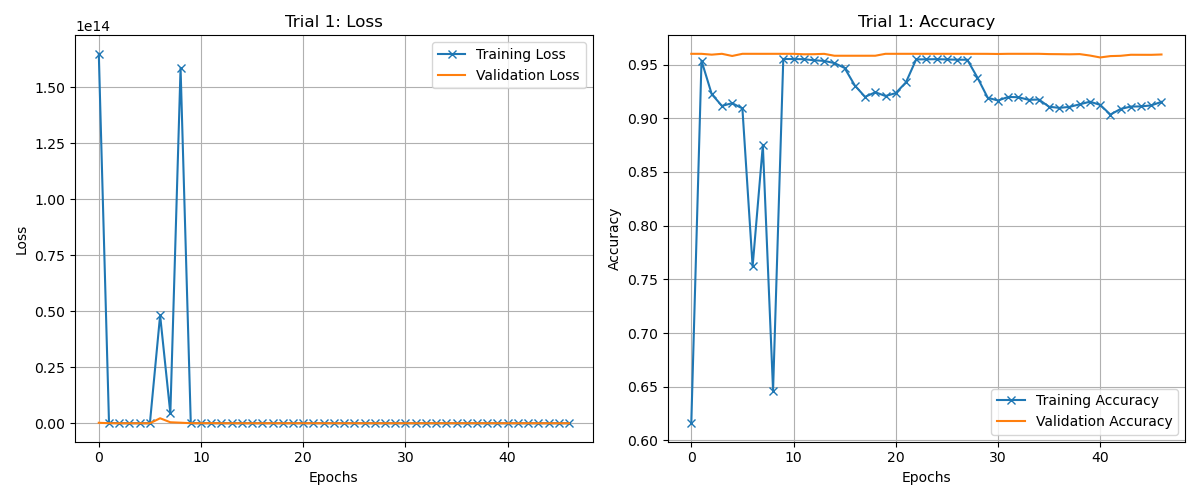 Trial 1: Loss
1e14
1.50
1.25
1.00
0.75
0.50
0.25
0.00
Loss
0
10
20
30
40
Epochs
Training Loss
Validation Loss
Trial 1: Accuracy
0.95
0.90
0.85
0.80
0.75
0.70
0.65
0.60
Accuracy
0
10
20
30
40
Epochs
Training Accuracy
Validation Accuracy